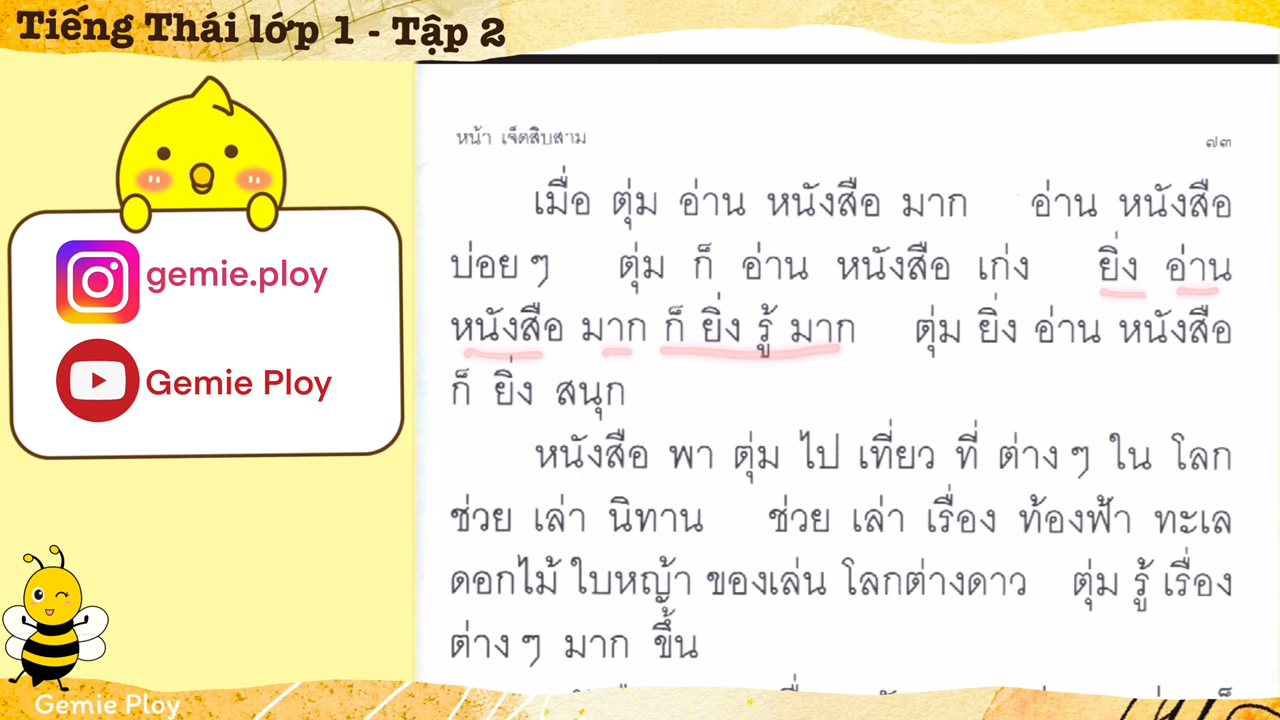 Tiếng Thái lớp 1 - Tập 2
gemie.ploy
Gemie Ploy
หน้า เจ็ดสิบสาม ๗๓
เมื่อ ตุ่ม อ่าน หนังสือ มาก อ่าน หนังสือ
บ่อย ๆ ตุ่ม ก็ อ่าน หนังสือ เก่ง ยิ่ง อ่าน
หนังสือ มาก ก็ ยิ่ง รู้ มาก ตุ่ม ยิ่ง อ่าน หนังสือ
ก็ ยิ่ง สนุก
หนังสือ พา ตุ่ม ไป เที่ยว ที่ ต่าง ๆ ใน โลก
ช่วย เล่า นิทาน ช่วย เล่า เรื่อง ท้องฟ้า ทะเล
ดอกไม้ ใบหญ้า ของเล่น โลกต่างดาว ตุ่ม รู้ เรื่อง
ต่าง ๆ มาก ขึ้น
Gemie Ploy